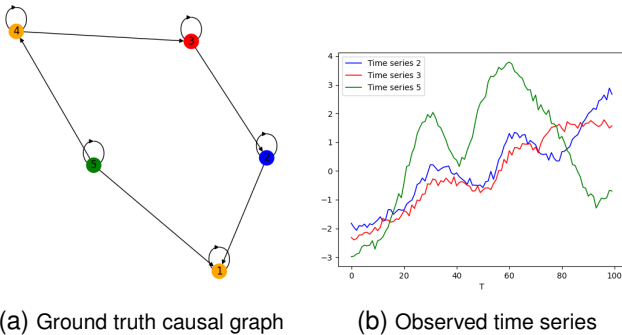 4
3
5
2
1
Time series 2
Time series 3
Time series 5
4
3
2
1
0
−1
−2
−3
0 20 40 60 80 100
T
(a) Ground truth causal graph
(b) Observed time series